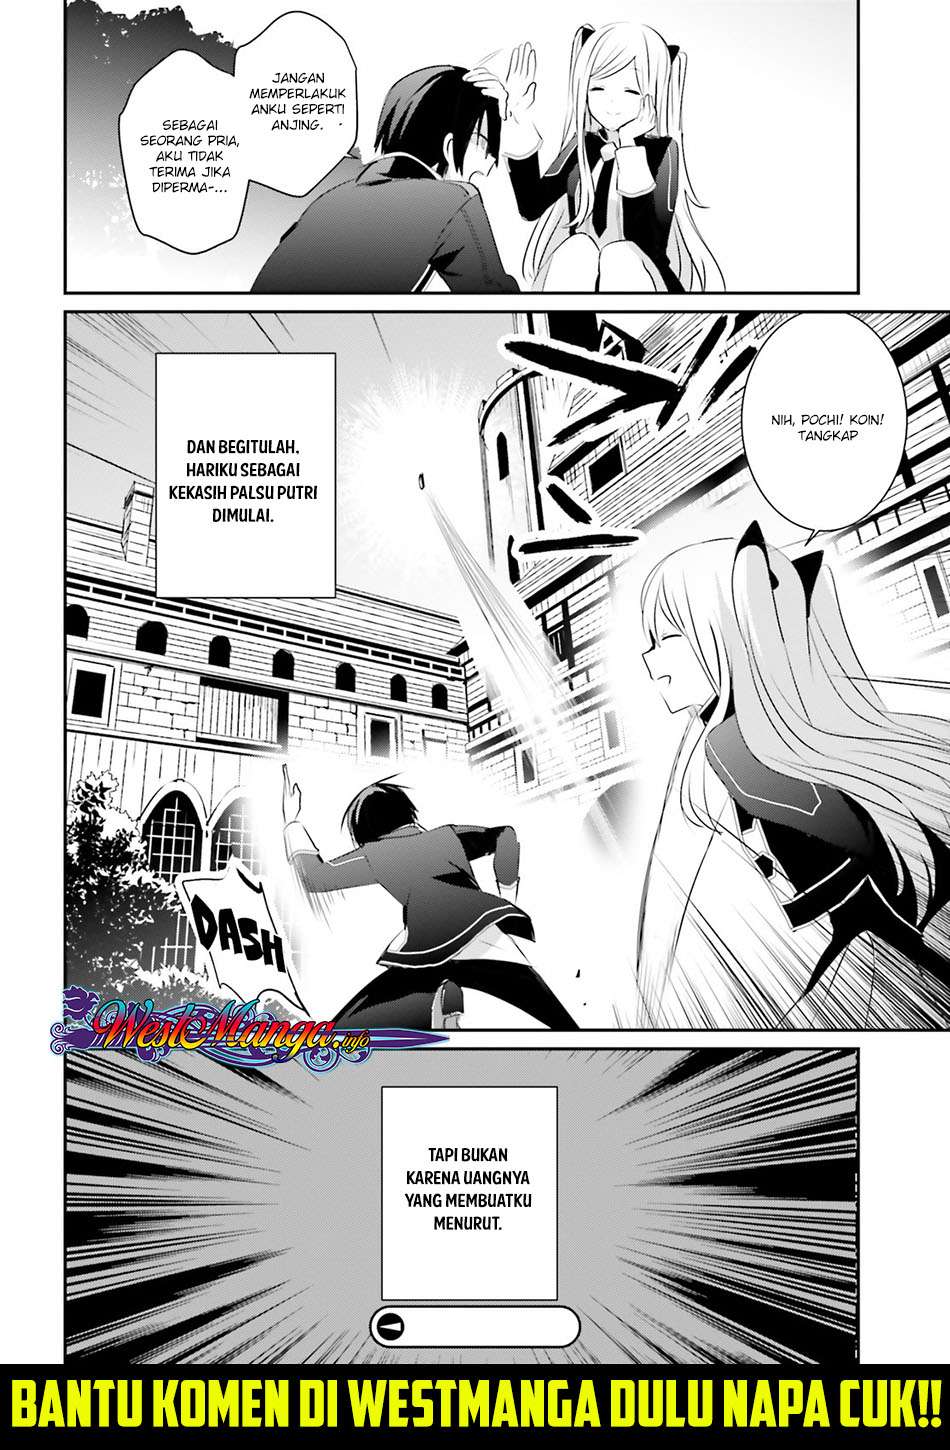 JANGAN
MEMPERLAKUK
ANKU SEPERTI
ANJING.
SEBAGAI
SEORANG PRIA,
AKU TIDAK
TERIMA JIKA
DIPERMA-...
NIH, POCHI! KOIN!
TANGKAP
DAN BEGITULAH.
HARIKU SEBAGAI
KEKASIH PALSU PUTRI
DIMULAI.
DASH
WestManga.info
TAPI BUKAN
KARENA UANGNYA
YANG MEMBUATKU
MENURUT.
BANTU KOMEN DI WESTMANGA DULU NAPA CUK!!